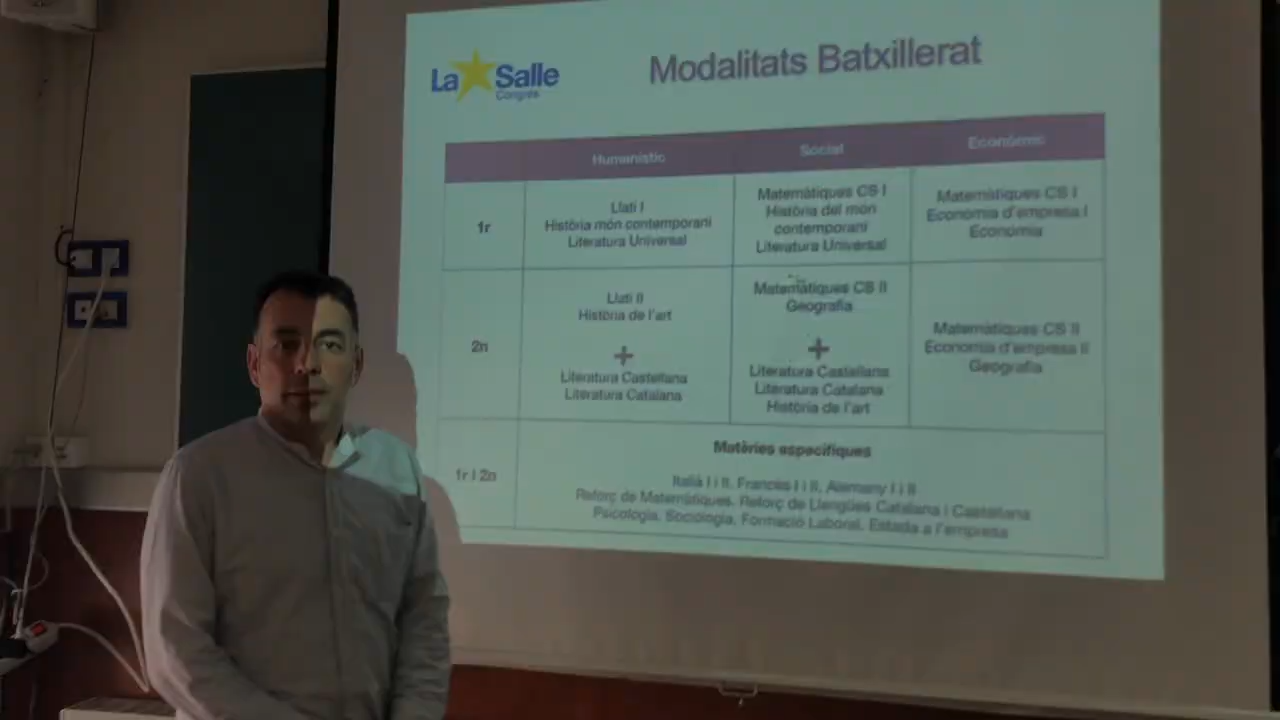 La Salle
Congrés
Modalitats Batxillerat
Humanístic
Social
Econòmic
1r
Llatí I
Història món contemporani
Literatura Universal
Matemàtiques CS I
Història del món
contemporani
Literatura Universal
Matemàtiques CS I
Economia d'empresa I
Economia
2n
Llatí II
Història de l'art
+
Literatura Castellana
Literatura Catalana
Matemàtiques CS II
Geografia
+
Literatura Castellana
Literatura Catalana
Història de l'art
Matemàtiques CS II
Economia d'empresa II
Geografia
1r i 2n
Matèries específiques
Italià I i II, Francès I i II, Alemany I i II
Reforç de Matemàtiques, Reforç de Llengües Catalana i Castellana
Psicologia, Sociologia, Formació Laboral, Estada a l'empresa